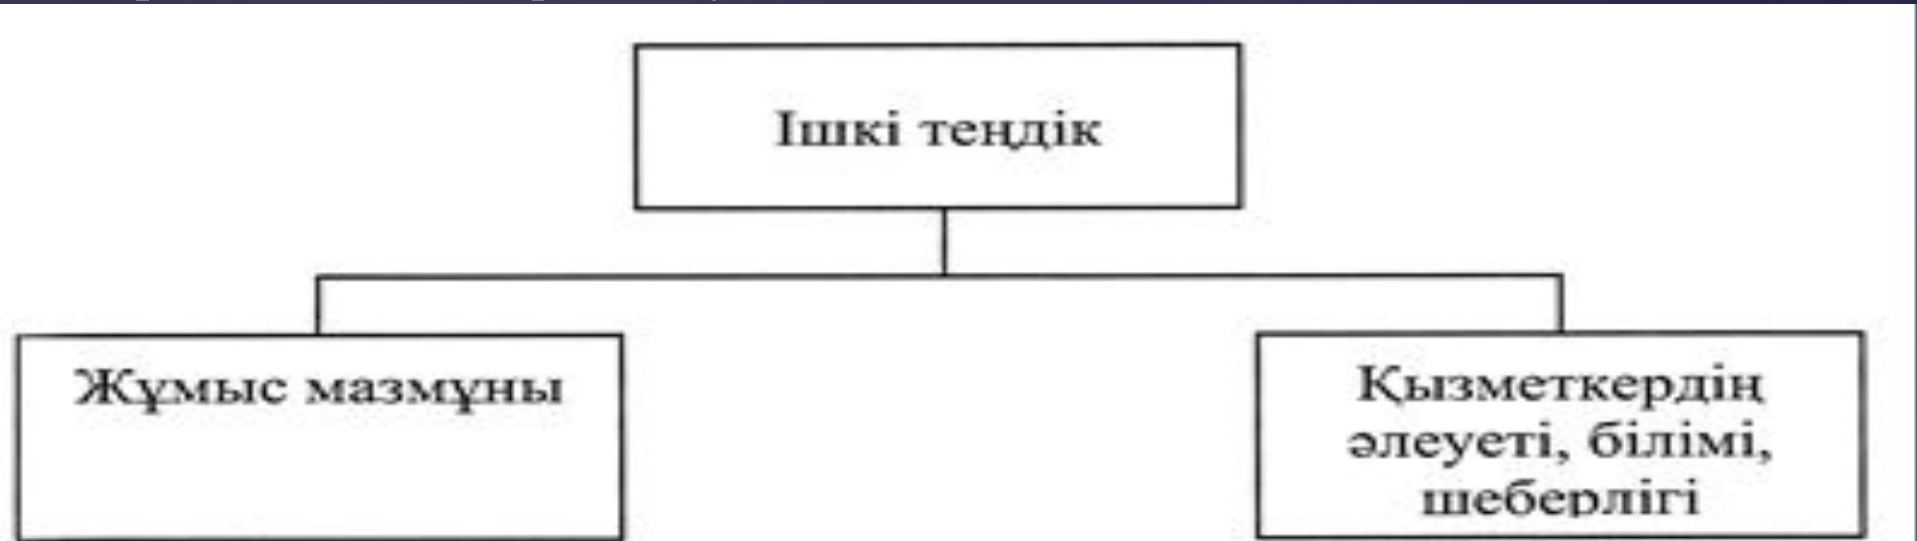 Ішкі теңдік
Жұмыс мазмұны
Қызметкердің
әлеуеті, білімі,
шеберлігі